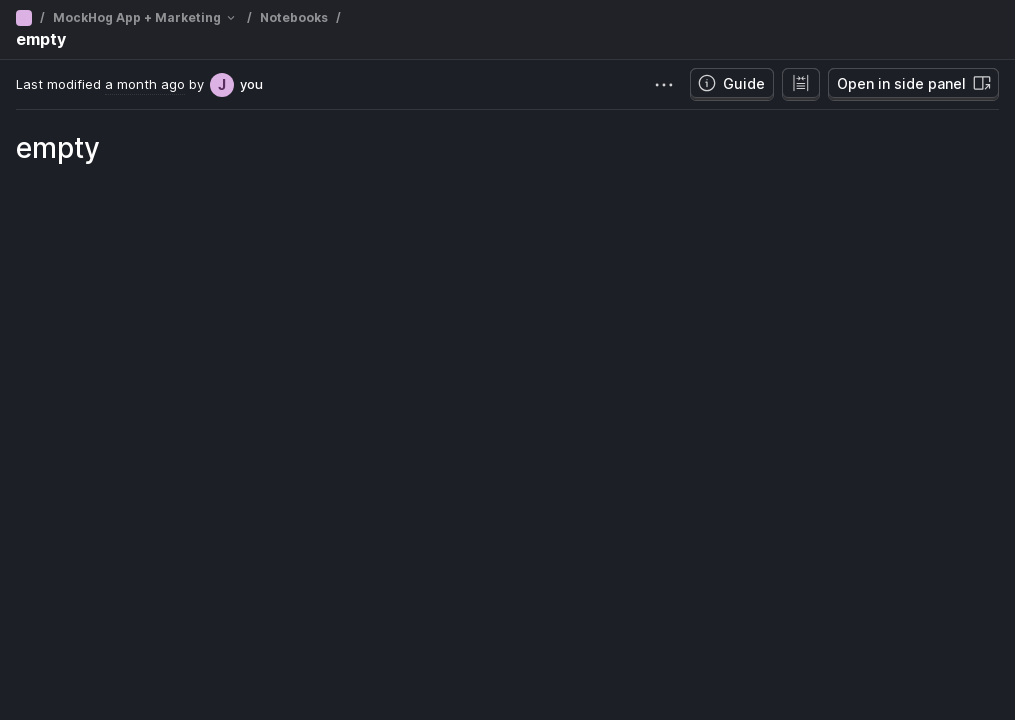 / MockHog App + Marketing / Notebooks /
empty
Last modified a month ago by J you
Guide
Open in side panel
empty